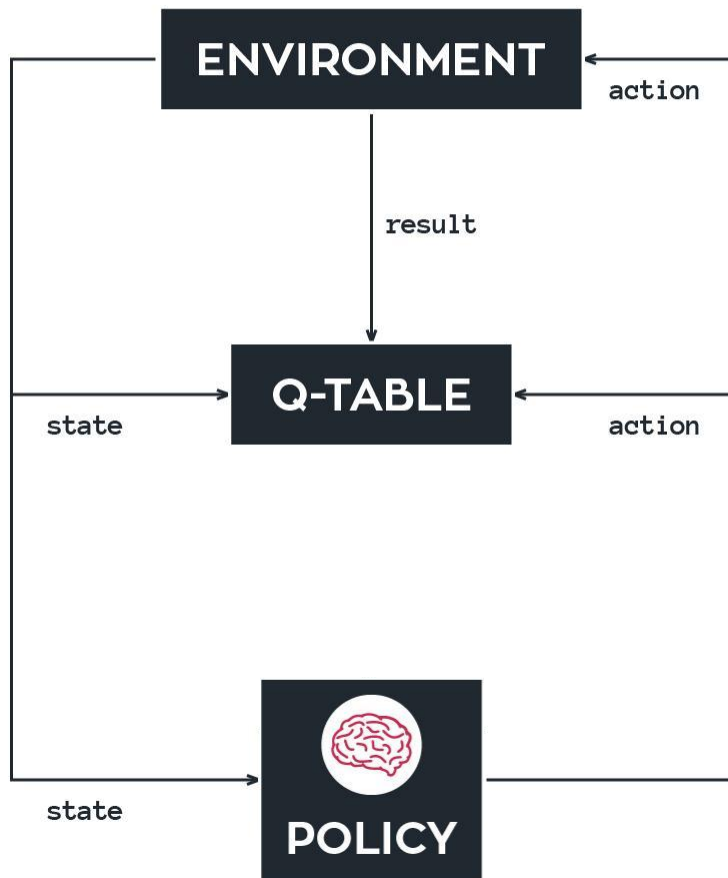 ENVIRONMENT
action
result
Q-TABLE
state
action
state
POLICY